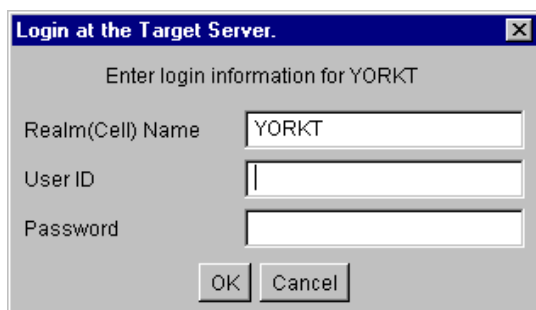 Login at the Target Server.
Enter login information for YORKT
Realm(Cell) Name YORKT
User ID
Password
OK Cancel